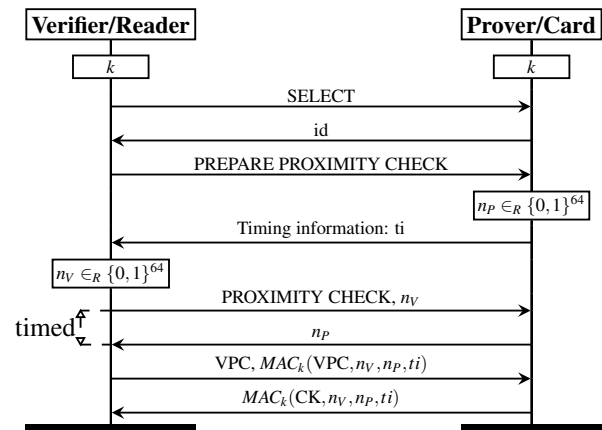 Verifier/Reader Prover/Card
k k
SELECT
id
PREPARE PROXIMITY CHECK
n_P ∈_R {0,1}^64
Timing information: ti
n_V ∈_R {0,1}^64
PROXIMITY CHECK, n_V
timed
n_P
VPC, MAC_k(VPC,n_V,n_P,ti)
MAC_k(CK,n_V,n_P,ti)